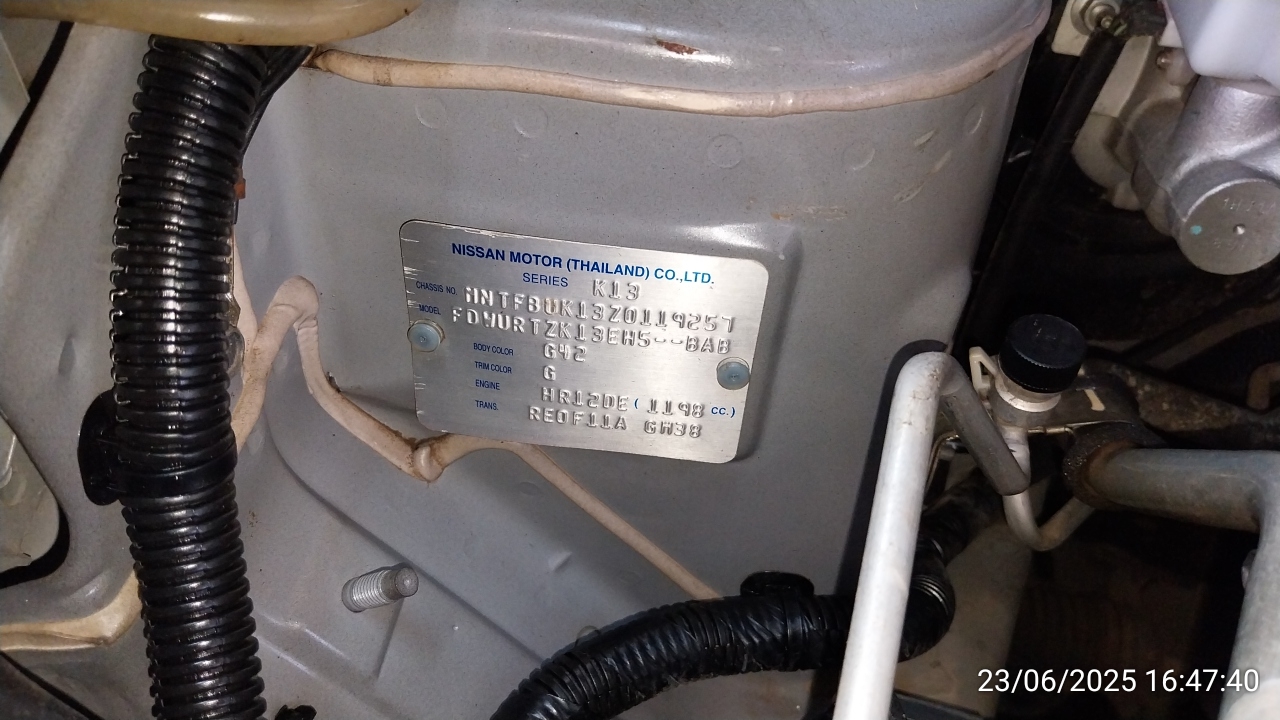 NISSAN MOTOR (THAILAND) CO.,LTD.
SERIES K13
CHASSIS NO. MNTFBUK13Z0119257
MODEL FDWURTZK13EH5--BAB
BODY COLOR G42
TRIM COLOR G
ENGINE HR12DE ( 1198 CC.)
TRANS. RE0F11A GH38
23/06/2025 16:47:40